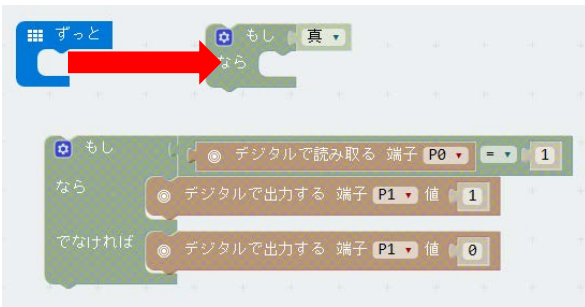 ずっと
もし 真
なら
もし デジタルで読み取る 端子 P0 = 1
なら デジタルで出力する 端子 P1 値 1
でなければ デジタルで出力する 端子 P1 値 0